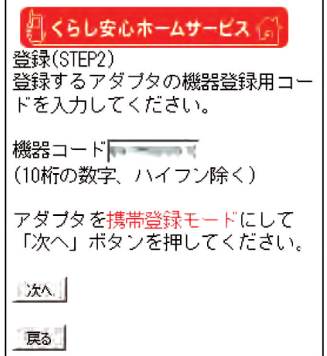 くらし安心ホームサービス
登録(STEP2)
登録するアダプタの機器登録用コー
ドを入力してください。
機器コード
(10桁の数字、ハイフン除く)
アダプタを携帯登録モードにして
「次へ」ボタンを押してください。
次へ
戻る